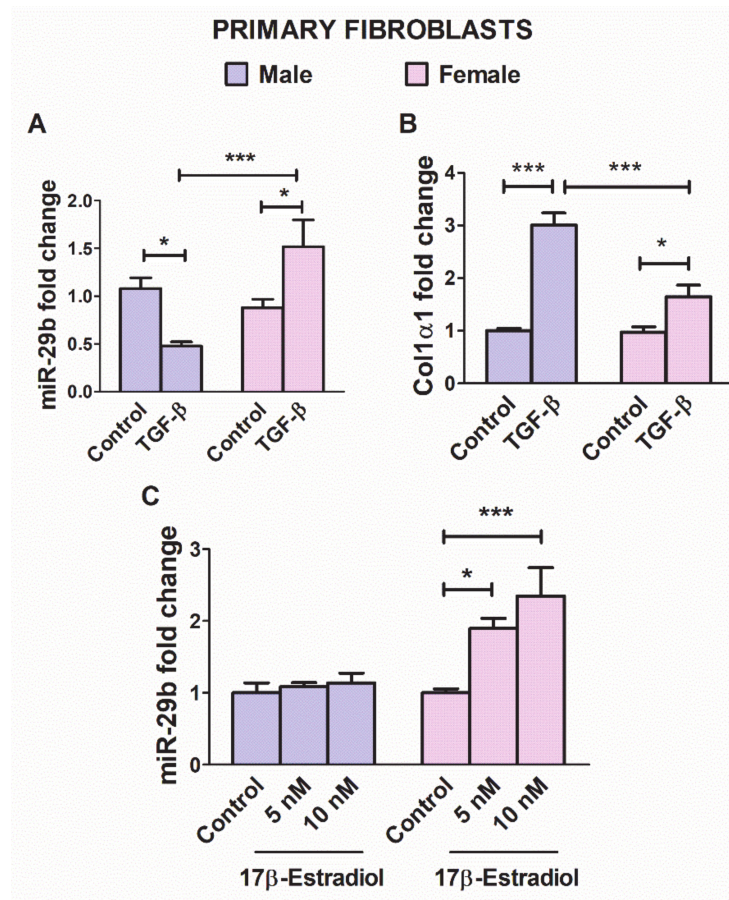 PRIMARY FIBROBLASTS
Male Female
A
miR-29b fold change
2.0
1.5
1.0
0.5
0.0
*
***
*
Control TGF-β Control TGF-β
B
Col1α1 fold change
4
3
2
1
0
***
***
*
Control TGF-β Control TGF-β
C
miR-29b fold change
3
2
1
0
***
*
Control 5 nM 10 nM Control 5 nM 10 nM
17β-Estradiol 17β-Estradiol